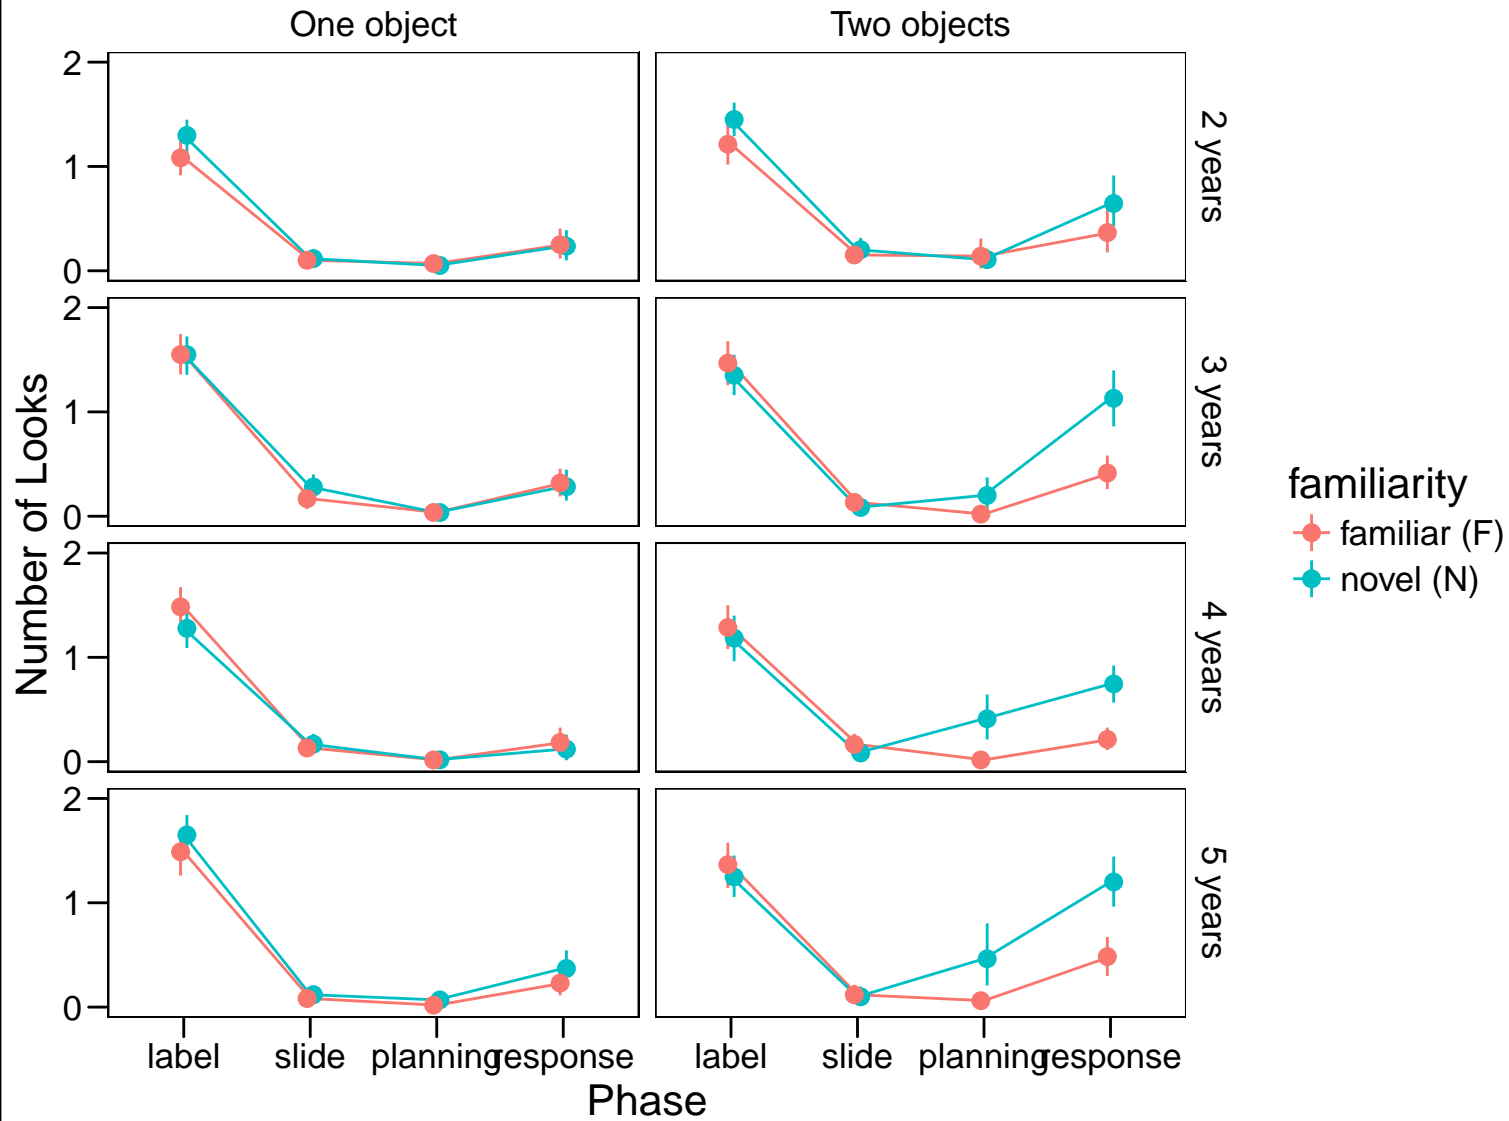 One object
Two objects
2
1
0
2 years
2
1
0
3 years
2
1
0
4 years
2
1
0
5 years
Number of Looks
label slide planning response
label slide planning response
Phase
familiarity
familiar (F)
novel (N)